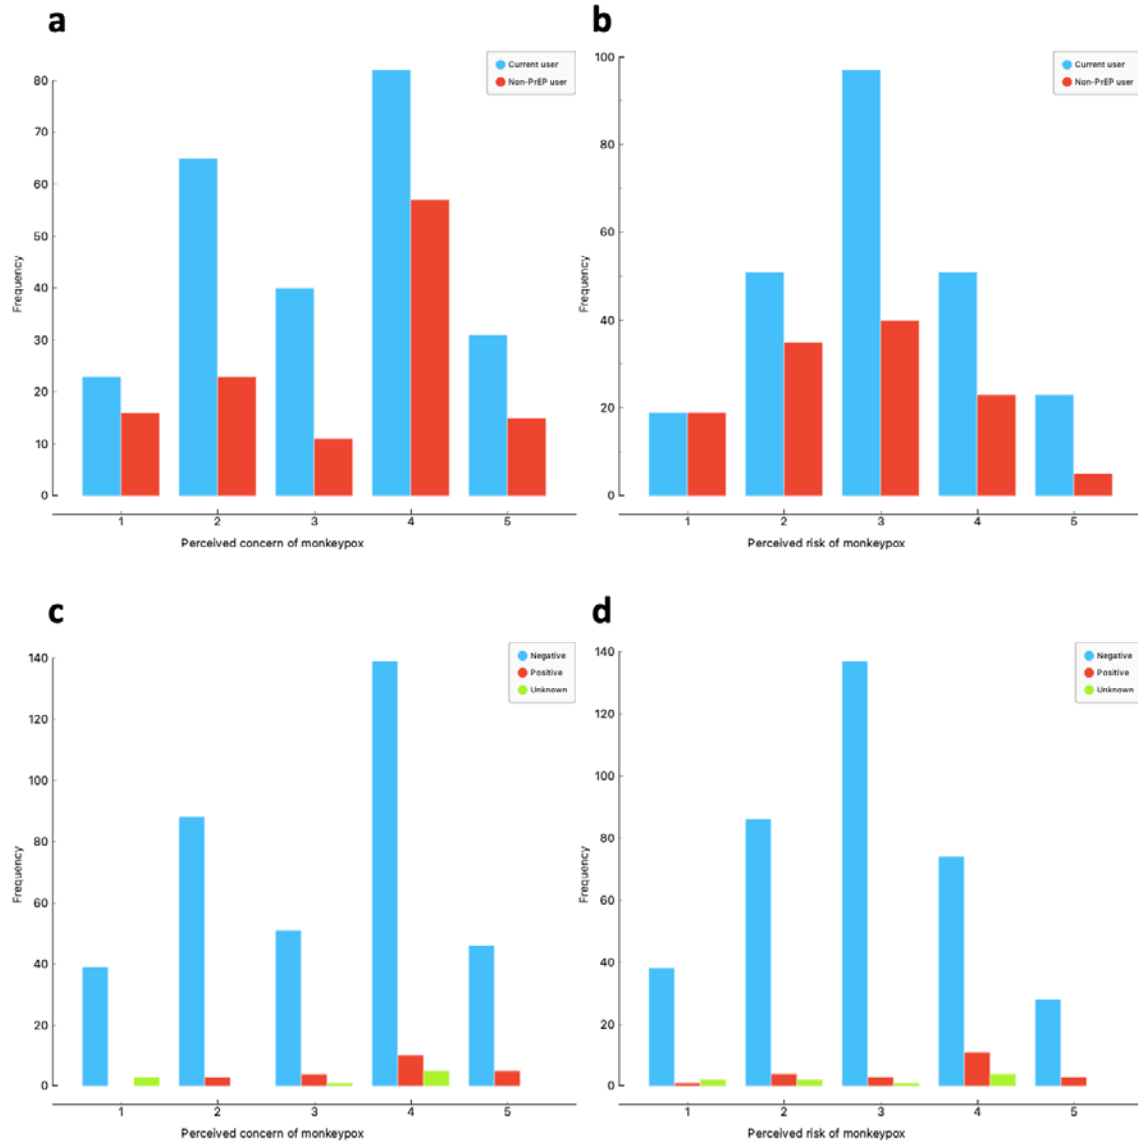 a
Current user
Non-PrEP user
80
70
60
50
40
30
20
10
0
Frequency
1 2 3 4 5
Perceived concern of monkeypox
b
Current user
Non-PrEP user
100
80
60
40
20
0
Frequency
1 2 3 4 5
Perceived risk of monkeypox
c
Negative
Positive
Unknown
140
120
100
80
60
40
20
0
Frequency
1 2 3 4 5
Perceived concern of monkeypox
d
Negative
Positive
Unknown
140
120
100
80
60
40
20
0
Frequency
1 2 3 4 5
Perceived risk of monkeypox